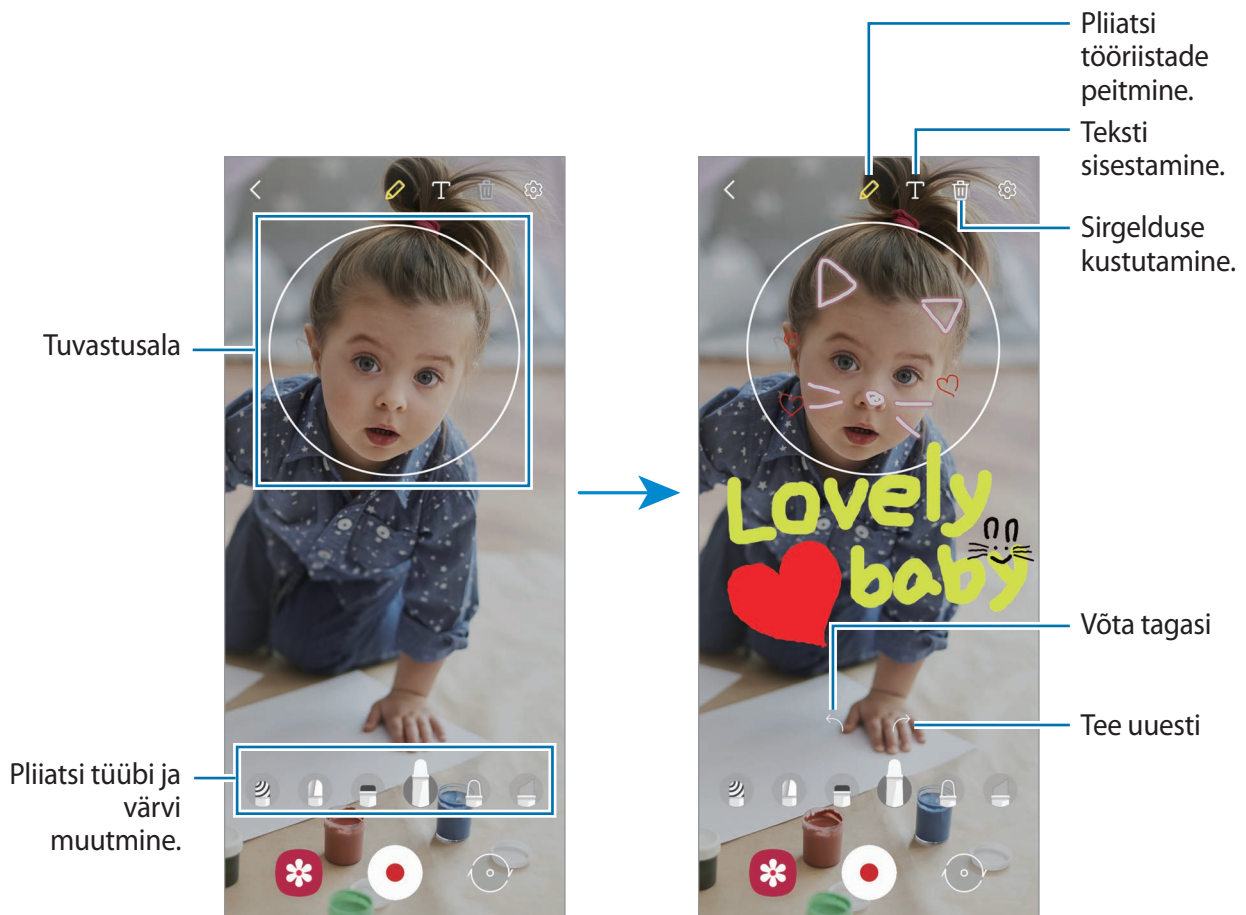 Pliiatsi
tööriistade
peitmine.
Teksti
sisestamine.
Sirgelduse
kustutamine.
Tuvastusala
T
T
Lovely
baby
Võta tagasi
Tee uuesti
Pliiatsi tüübi ja
värvi
muutmine.